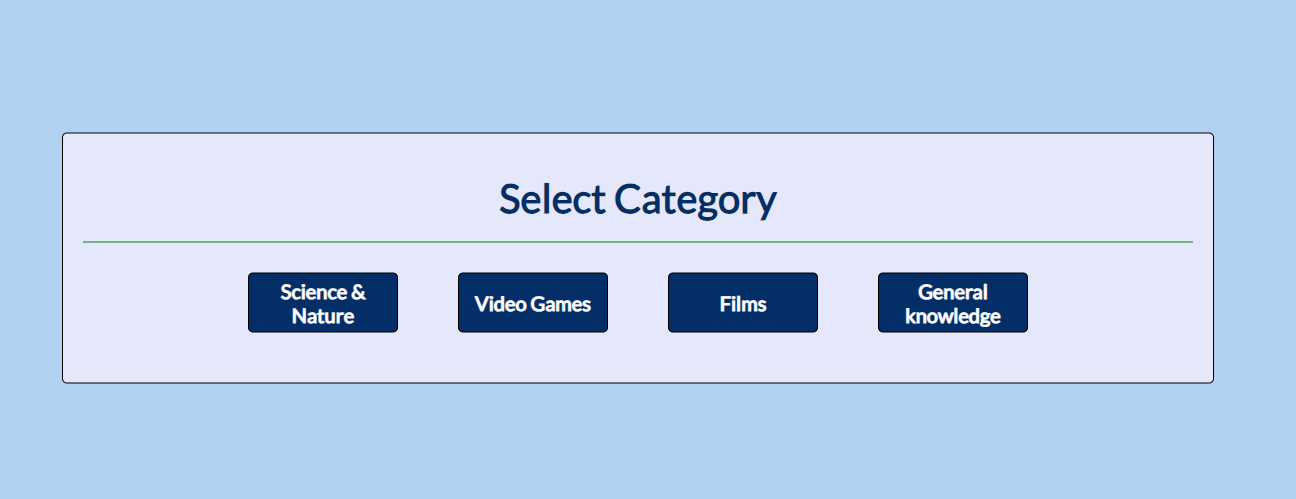 Select Category
Science &
Nature
Video Games
Films
General
knowledge